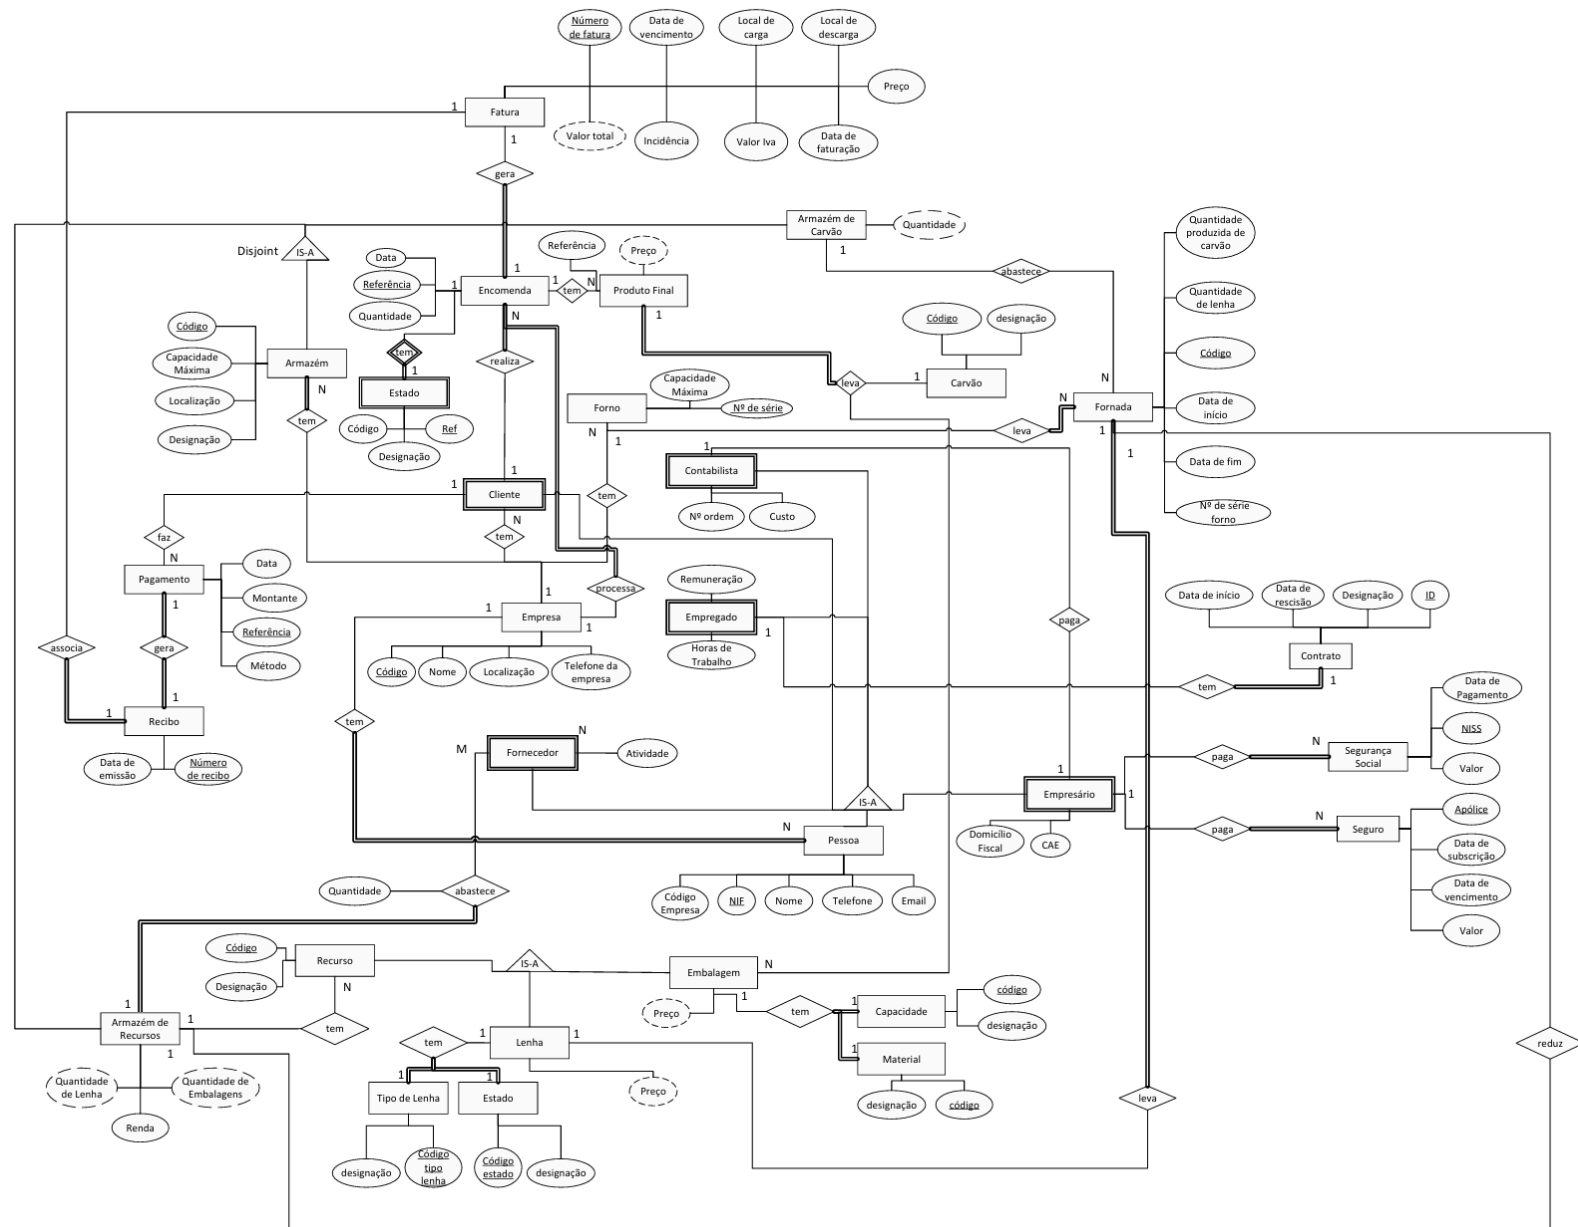 Número
de fatura
Data de
vencimento
Local de
carga
Local de
descarga
Preço
1
Fatura
1
Valor total
Incidência
Valor Iva
Data de
faturação
gera
Armazém de
Carvão
Quantidade
1
Quantidade
produzida de
carvão
Disjoint
IS-A
Data
Referência
Quantidade
1
1
Encomenda
N
1
tem
N
Referência
Preço
Produto Final
1
abastece
Quantidade
de lenha
Código
Capacidade
Máxima
Localização
Designação
Armazém
N
tem
tem
1
Estado
Código
Ref
Designação
realiza
Código
designação
leva
1
Carvão
Código
Capacidade
Máxima
Nº de série
Forno
N
1
leva
N
N
Fornada
1
1
Data de
início
Data de fim
Nº de série
forno
1
Contabilista
Nº ordem
Custo
1
1
Cliente
N
tem
tem
faz
N
Pagamento
1
Data
Montante
Referência
Método
processa
Remuneração
Empregado
1
Horas de
Trabalho
paga
Data de início
Data de
rescisão
Designação
ID
Contrato
1
tem
1
1
Empresa
1
Código
Nome
Localização
Telefone da
empresa
associa
gera
1
1
Recibo
Data de
emissão
Número
de recibo
tem
M
Fornecedor
N
Atividade
Data de
Pagamento
NISS
Valor
paga
N
Segurança
Social
1
Empresário
1
Domicílio
Fiscal
CAE
paga
N
Seguro
Apólice
Data de
subscrição
Data de
vencimento
Valor
IS-A
N
Pessoa
Código
Empresa
NIF
Nome
Telefone
Email
Quantidade
abastece
Código
Designação
Recurso
N
IS-A
Embalagem
N
1
Preço
tem
1
Capacidade
código
designação
1
Material
designação
código
1
Armazém de
Recursos
1
1
tem
Quantidade
de Lenha
Quantidade de
Embalagens
Renda
tem
1
Lenha
1
Preço
1
Tipo de Lenha
1
Estado
designação
Código
tipo
lenha
Código
estado
designação
leva
reduz